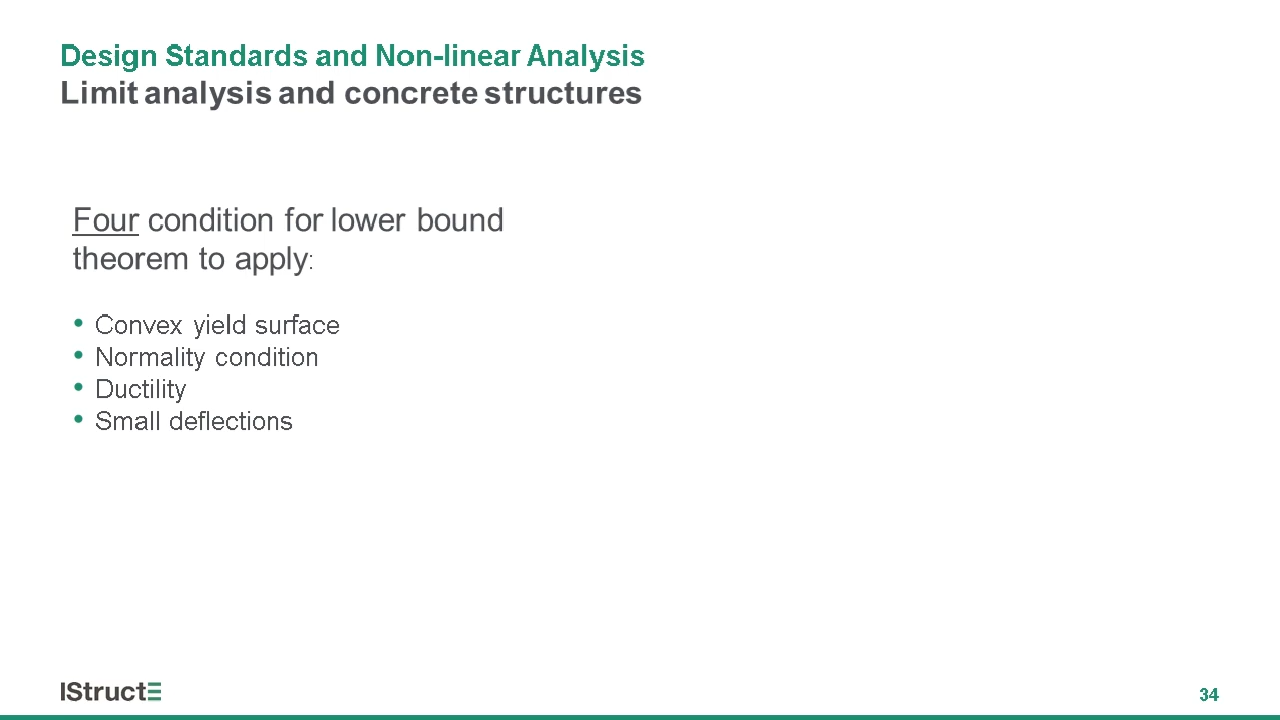 Design Standards and Non-linear Analysis
Limit analysis and concrete structures
Four condition for lower bound
theorem to apply:
• Convex yield surface
• Normality condition
• Ductility
• Small deflections
IStructE
34